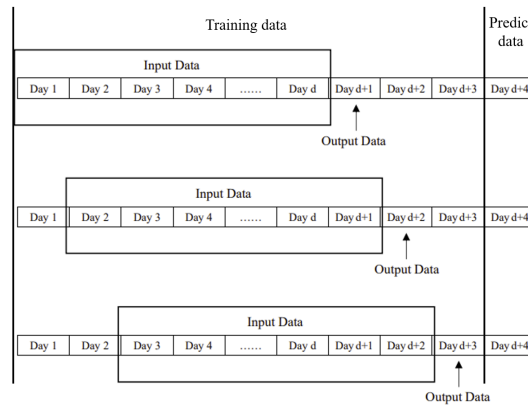 Training data
Predic
data
Input Data
Day 1 Day 2 Day 3 Day 4 ...... Day d Day d+1 Day d+2 Day d+3 Day d+4
Output Data
Input Data
Day 1 Day 2 Day 3 Day 4 ...... Day d Day d+1 Day d+2 Day d+3 Day d+4
Output Data
Input Data
Day 1 Day 2 Day 3 Day 4 ...... Day d Day d+1 Day d+2 Day d+3 Day d+4
Output Data